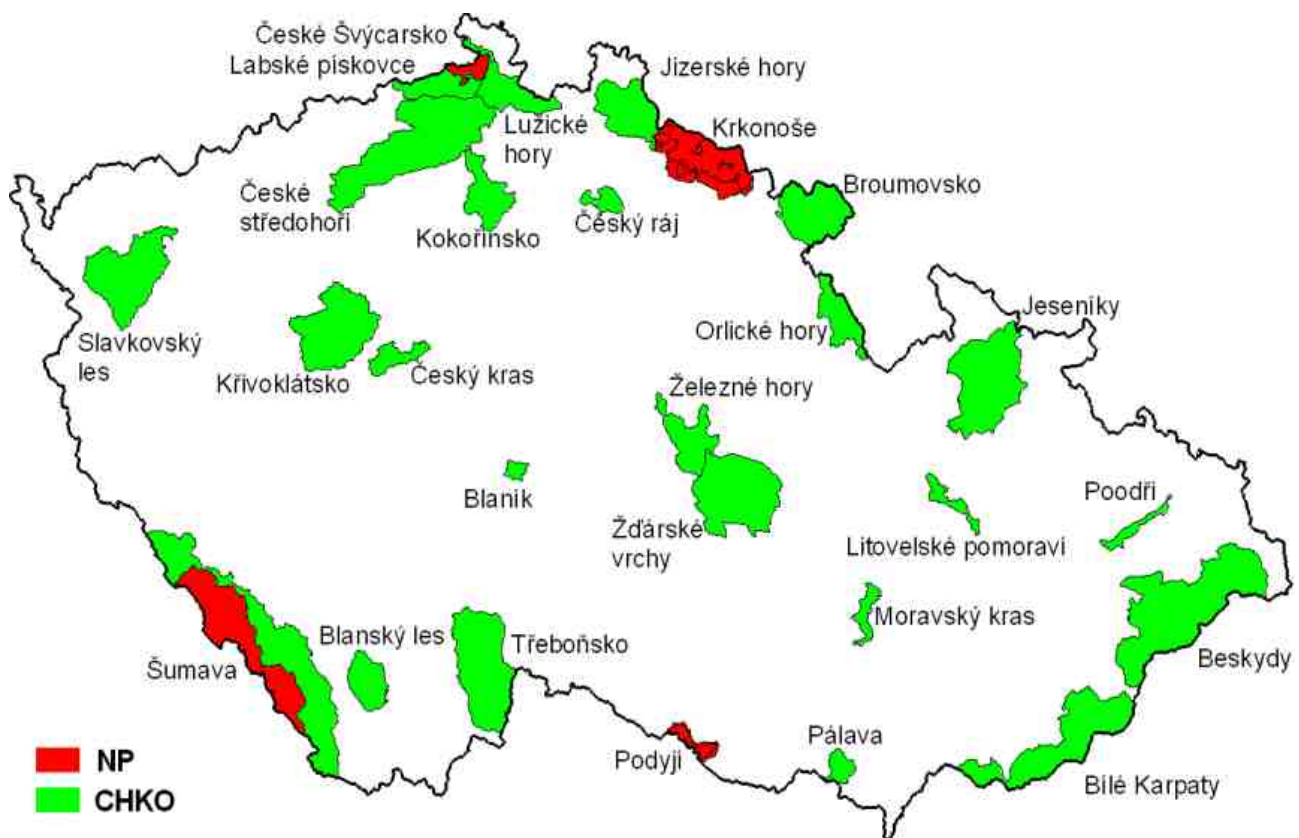 České Švýcarsko
Labské pískovce
Jizerské hory
Lužické
hory
Krkonoše
České
středohoří
Kokořínsko
Český ráj
Broumovsko
Slavkovský
les
Křivoklátsko
Český kras
Orlické hory
Jeseníky
Železné hory
Blaník
Žďárské
vrchy
Litovelské pomoraví
Poodří
Moravský kras
Beskydy
Šumava
Blanský les
Třeboňsko
Podyjí
Pálava
Bílé Karpaty
NP
CHKO